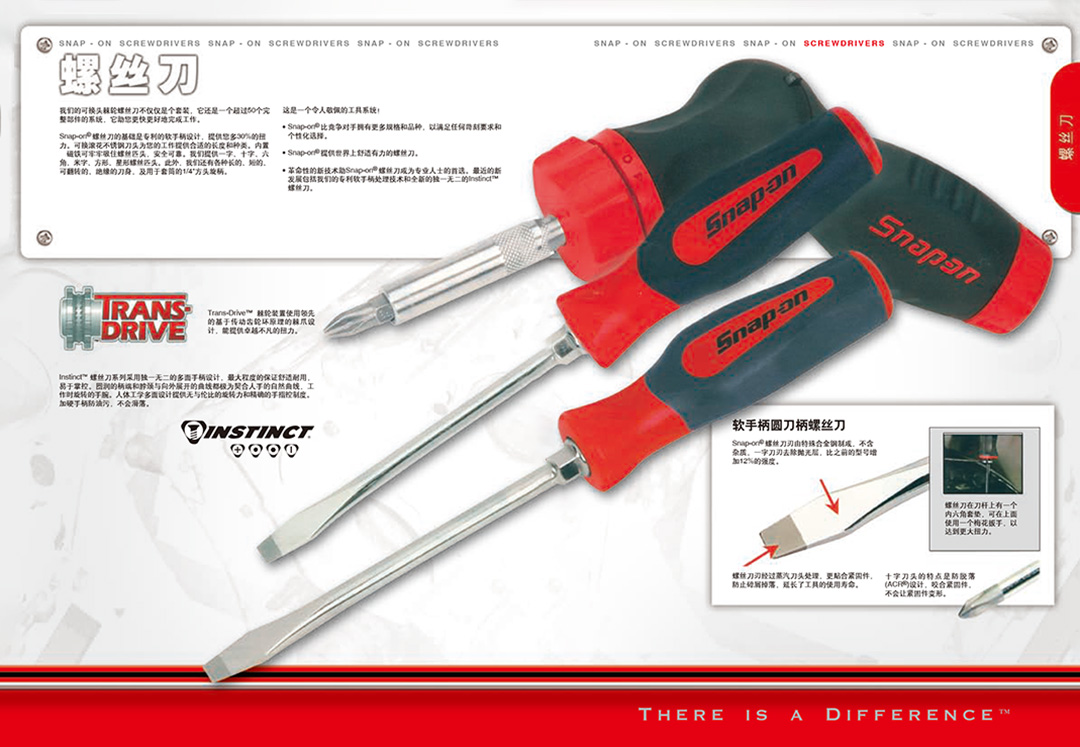 SNAP - ON SCREWDRIVERS SNAP - ON SCREWDRIVERS SNAP - ON SCREWDRIVERS
SNAP - ON SCREWDRIVERS SNAP - ON SCREWDRIVERS SNAP - ON SCREWDRIVERS
螺丝刀
我们的可换头棘轮螺丝刀不仅仅是个套装，它还是一个超过50个完
整部件的系统，它助您更快更好地完成工作。
Snap-on®螺丝刀的基础是专利的软手柄设计，提供您多30%的扭
力。可换滚花不锈钢刀头为您的工作提供合适的长度和种类。内置
磁铁可牢牢吸住螺丝匹头，安全可靠。我们提供一字，十字，六
角，米字，方形，星形螺丝匹头。此外，我们还有各种长的，短的，
可翻转的，绝缘的刀身，及用于套筒的1/4"方头旋柄。
这是一个令人敬佩的工具系统！
• Snap-on®比竞争对手拥有更多规格和品种，以满足任何苛刻要求和
个性化选择。
• Snap-on®提供世界上舒适有力的螺丝刀。
• 革命性的新技术助Snap-on®螺丝刀成为专业人士的首选。最近的新
发展包括我们的专利软手柄处理技术和全新的独一无二的Instinct™
螺丝刀。
螺丝刀
Snap-on
Snap-on
Snap-on
TRANS-
DRIVE
Trans-Drive™ 棘轮装置使用领先
的基于传动齿轮环原理的棘爪设
计，能提供卓越不凡的扭力。
Instinct™ 螺丝刀系列采用独一无二的多面手柄设计，最大程度的保证舒适耐用，
易于掌控。圆润的柄端和脖颈与向外展开的曲线都极为契合人手的自然曲线，工
作时旋转的手腕。人体工字多面设计提供无与伦比的旋转力和精确的手指控制度。
加硬手柄防油污，不会滑落。
INSTINCT™
软手柄圆刀柄螺丝刀
Snap-on®螺丝刀刃由特殊合金钢制成，不含
杂质，一字刀刃去除抛光层，比之前的型号增
加12%的强度。
螺丝刀在刀杆上有一个
内六角套垫，可在上面
使用一个梅花扳手，以
达到更大扭力。
螺丝刀刃经过蒸汽刀头处理，更贴合紧固件，
防止碎屑掉落，延长了工具的使用寿命。
十字刀头的特点是防脱落
(ACR®)设计，咬合紧固件，
不会让紧固件变形。
THERE IS A DIFFERENCE™